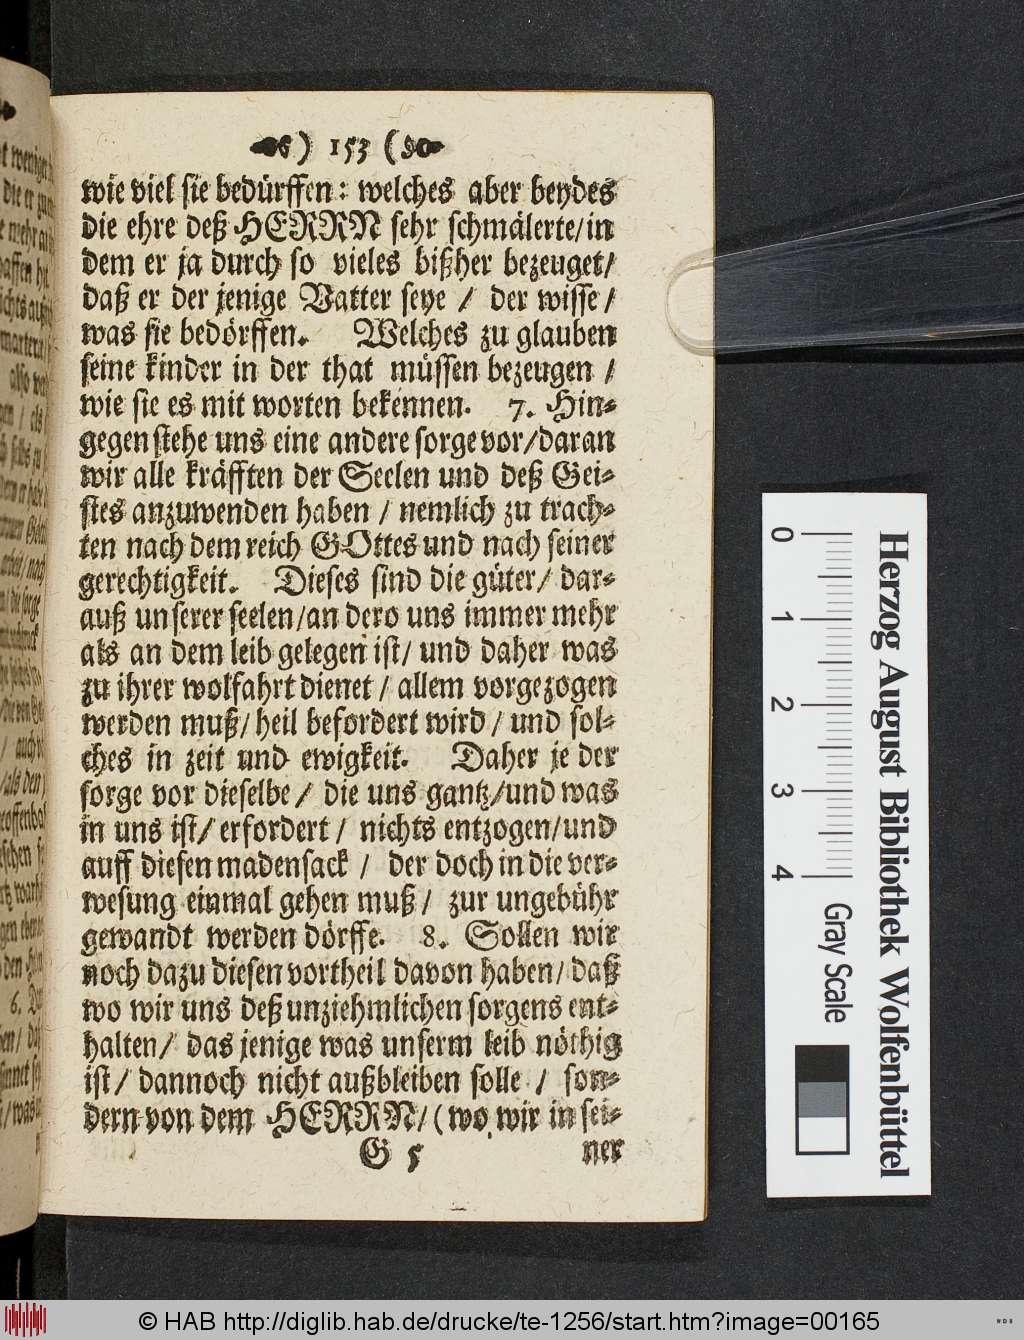 ) 153 (
wie viel sie bedürffen: welches aber beydes
die ehre deß HERRN sehr schmälerte/in
dem er ja durch so vieles bißher bezeuget/
daß er der jenige Vatter seye / der wisse /
was sie bedörffen. Welches zu glauben
seine kinder in der that müssen bezeugen /
wie sie es mit worten bekennen. 7. Hin⸗
gegen stehe uns eine andere sorge vor/daran
wir alle kräfften der Seelen und deß Gei⸗
stes anzuwenden haben / nemlich zu trach⸗
ten nach dem reich GOttes und nach seiner
gerechtigkeit. Dieses sind die güter/ dar⸗
auß unserer seelen/an dero uns immer mehr
als an dem leib gelegen ist/ und daher was
zu ihrer wolfahrt dienet / allem vorgezogen
werden muß/heil befordert wird / und sol⸗
ches in zeit und ewigkeit. Daher je der
sorge vor dieselbe / die uns gantz/und was
in uns ist/ erfordert / nichts entzogen/und
auff diesen madensack / der doch in die ver⸗
wesung einmal gehen muß / zur ungebühr
gewandt werden dörffe. 8. Sollen wir
noch dazu diesen vortheil davon haben/ daß
wo wir uns deß unziehmlichen sorgens ent⸗
halten/ das jenige was unserm leib nöthig
ist/ dannoch nicht außbleiben solle / son⸗
dern von dem HERRN/ (wo wir in sei⸗
G 5 ner
Herzog August Bibliothek Wolfenbüttel
0 1 2 3 4
Gray Scale
© HAB http://diglib.hab.de/drucke/te-1256/start.htm?image=00165